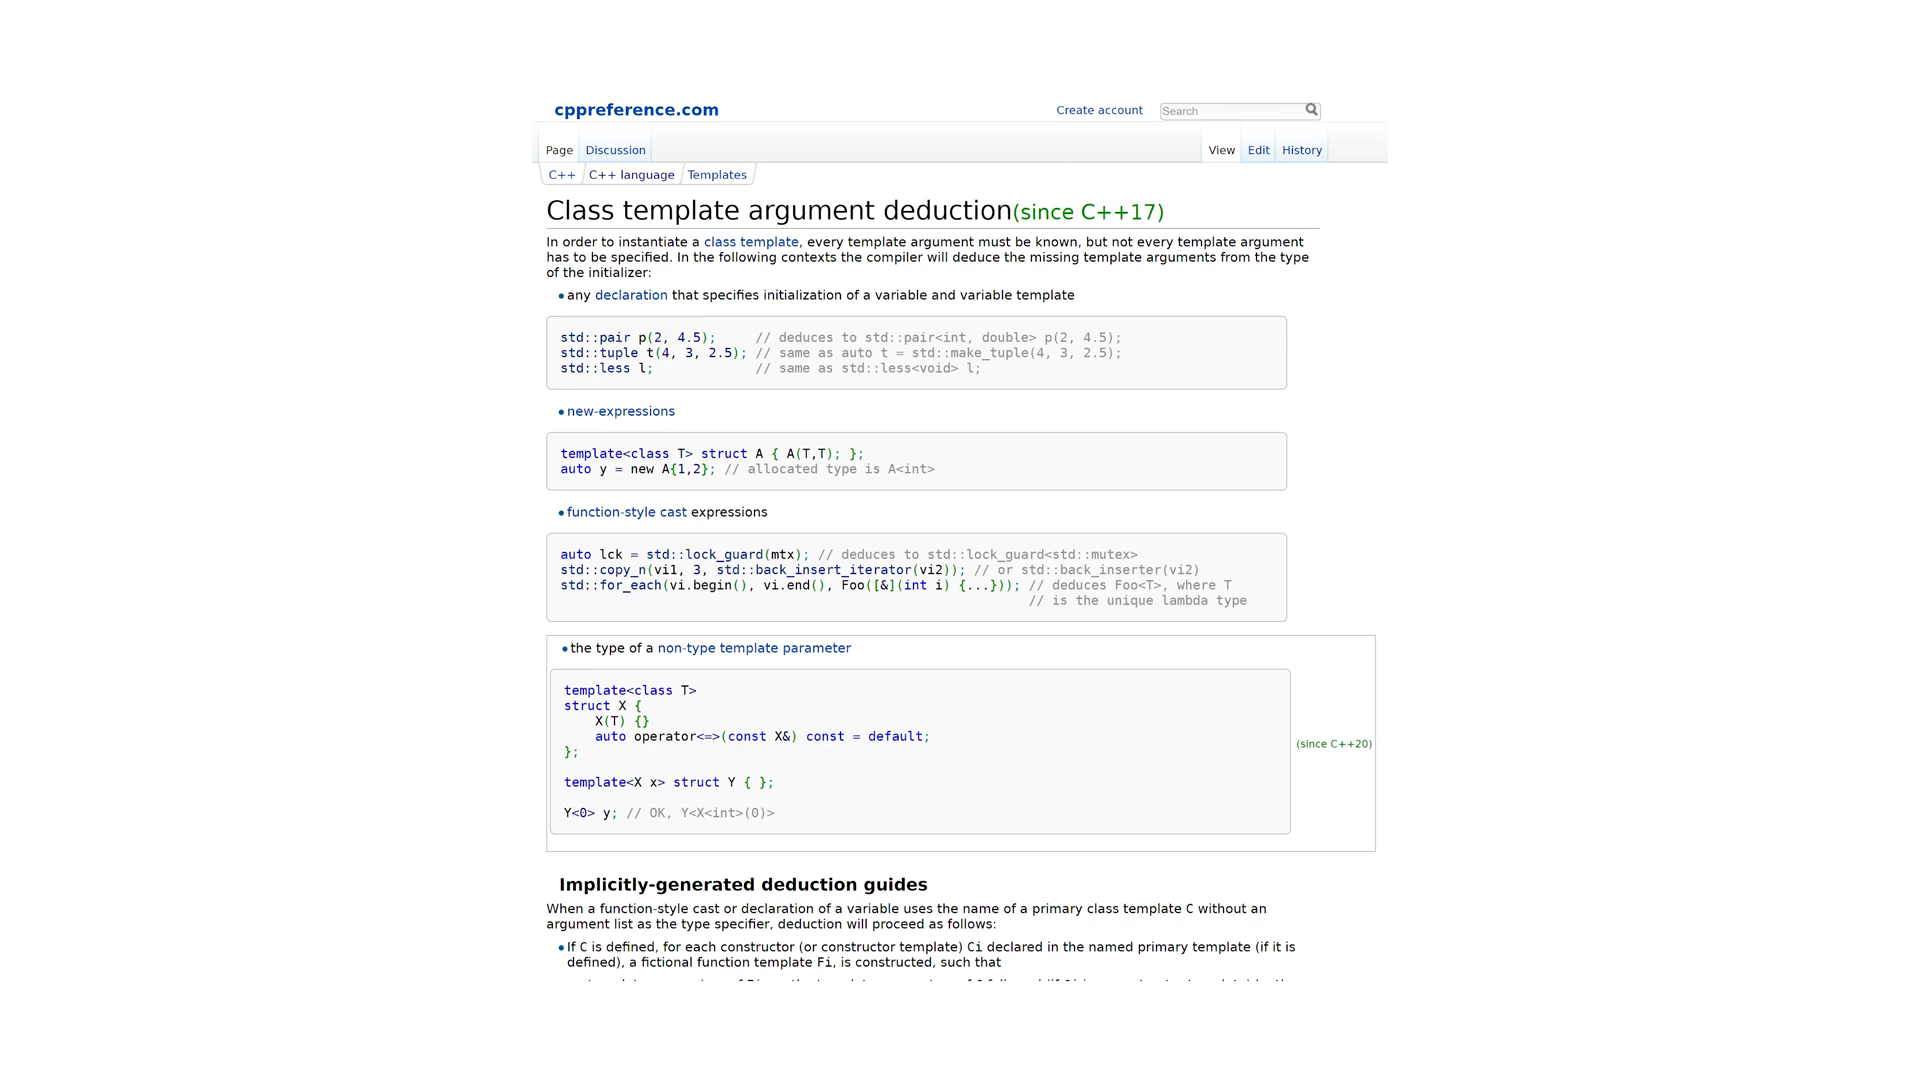 cppreference.com
Create account
Search
Page
Discussion
View
Edit
History
C++
C++ language
Templates
Class template argument deduction(since C++17)
In order to instantiate a class template, every template argument must be known, but not every template argument
has to be specified. In the following contexts the compiler will deduce the missing template arguments from the type
of the initializer:
any declaration that specifies initialization of a variable and variable template
std::pair p(2, 4.5);     // deduces to std::pair<int, double> p(2, 4.5);
std::tuple t(4, 3, 2.5); // same as auto t = std::make_tuple(4, 3, 2.5);
std::less l;             // same as std::less<void> l;
new-expressions
template<class T> struct A { A(T,T); };
auto y = new A{1,2}; // allocated type is A<int>
function-style cast expressions
auto lck = std::lock_guard(mtx); // deduces to std::lock_guard<std::mutex>
std::copy_n(vi1, 3, std::back_insert_iterator(vi2)); // or std::back_inserter(vi2)
std::for_each(vi.begin(), vi.end(), Foo([&](int i) {...})); // deduces Foo<T>, where T
// is the unique lambda type
the type of a non-type template parameter
template<class T>
struct X {
    X(T) {}
    auto operator<=>(const X&) const = default;
};
template<X x> struct Y { };
Y<0> y; // OK, Y<X<int>(0)>
(since C++20)
Implicitly-generated deduction guides
When a function-style cast or declaration of a variable uses the name of a primary class template C without an
argument list as the type specifier, deduction will proceed as follows:
If C is defined, for each constructor (or constructor template) Ci declared in the named primary template (if it is
defined), a fictional function template Fi, is constructed, such that